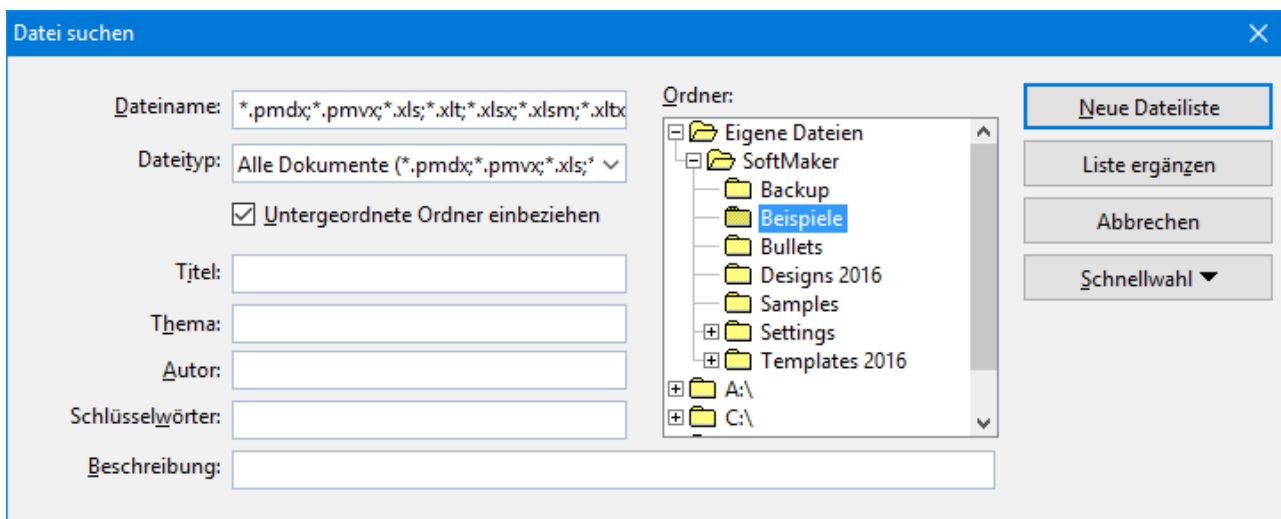 Datei suchen
Dateiname: *.pmdx;*.pmvx;*.xls;*.xlt;*.xlsx;*.xlsm;*.xltx
Dateityp: Alle Dokumente (*.pmdx;*.pmvx;*.xls;*
Untergeordnete Ordner einbeziehen
Titel:
Thema:
Autor:
Schlüsselwörter:
Beschreibung:
Ordner:
Eigene Dateien
SoftMaker
Backup
Beispiele
Bullets
Designs 2016
Samples
Settings
Templates 2016
A:\
C:\
Neue Dateiliste
Liste ergänzen
Abbrechen
Schnellwahl